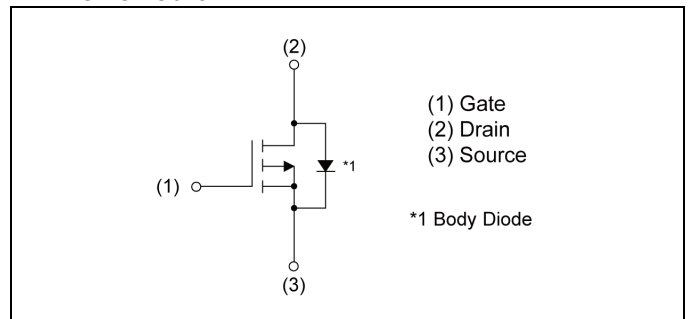 (2)
(1) Gate
(2) Drain
(3) Source
*1
(1)
*1 Body Diode
(3)